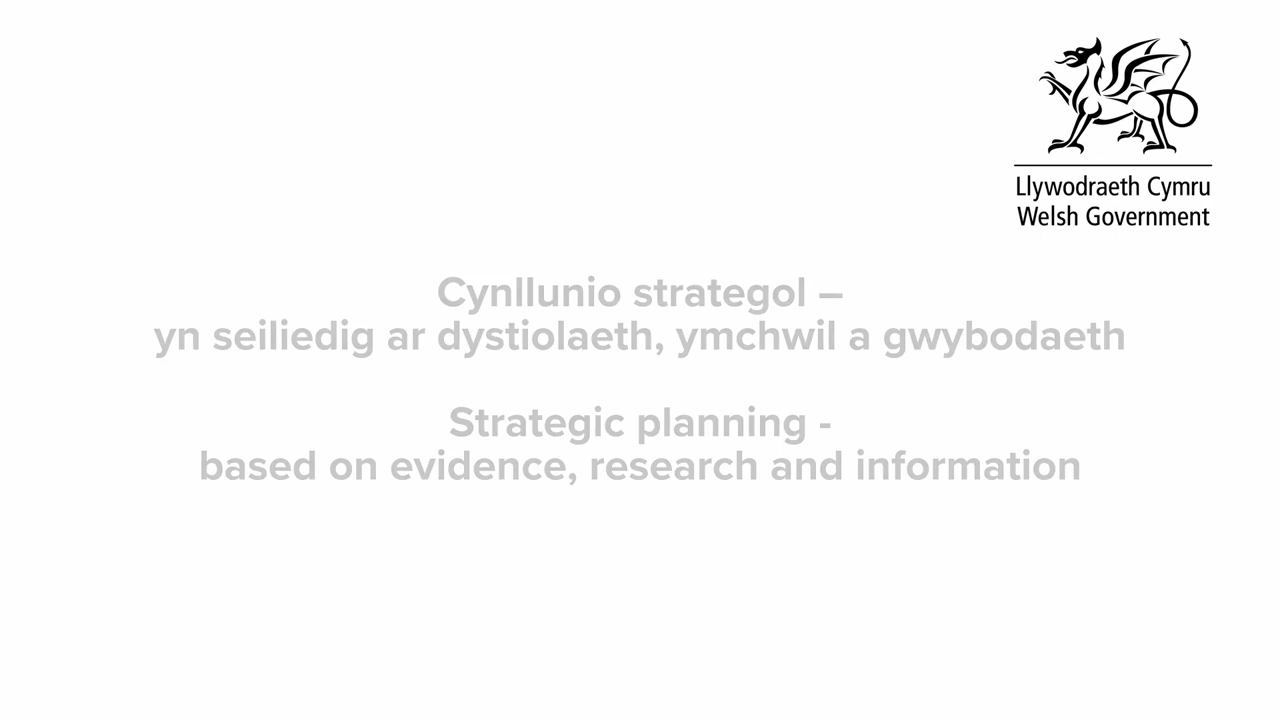 Llywodraeth Cymru
Welsh Government
Cynllunio strategol –
yn seiliedig ar dystiolaeth, ymchwil a gwybodaeth
Strategic planning -
based on evidence, research and information